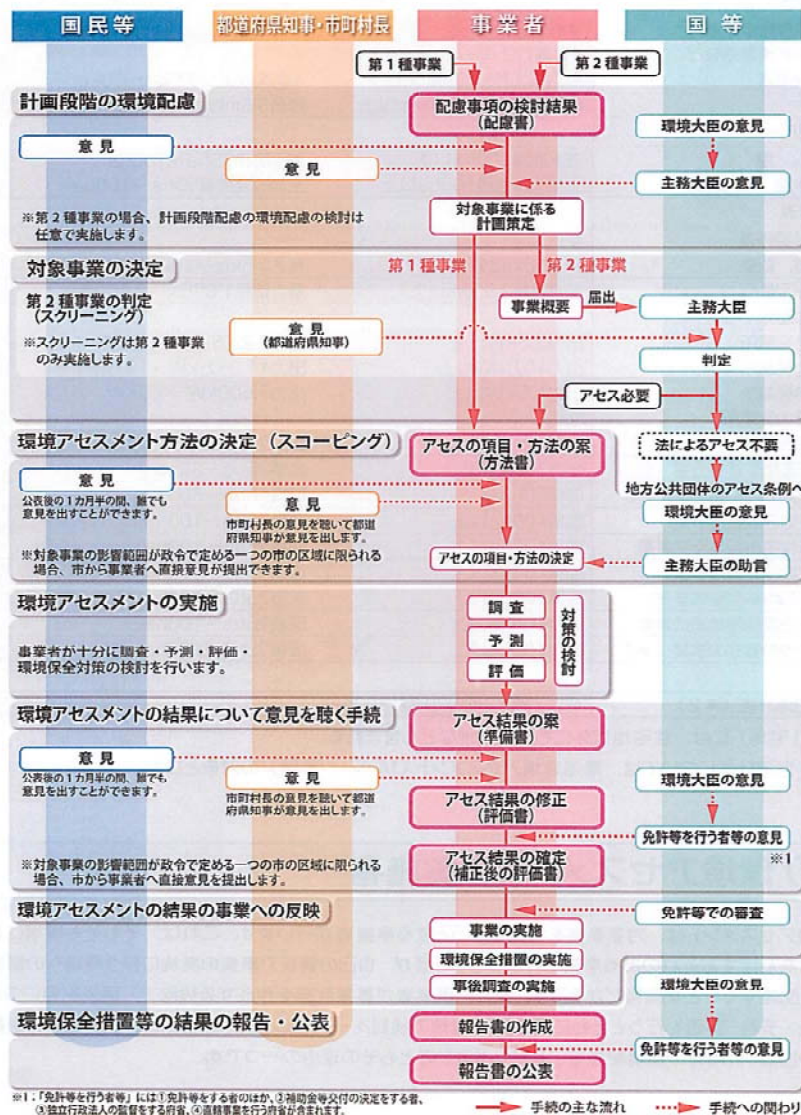 国民等
都道府県知事・市町村長
事業者
国等
第1種事業
第2種事業
計画段階の環境配慮
配慮事項の検討結果
(配慮書)
環境大臣の意見
意見
意見
主務大臣の意見
※第2種事業の場合、計画段階配慮の環境配慮の検討は
任意で実施します。
対象事業に係る
計画策定
対象事業の決定
第1種事業
第2種事業
第2種事業の判定
(スクリーニング)
事業概要
届出
主務大臣
※スクリーニングは第2種事業
のみ実施します。
意見
(都道府県知事)
判定
アセス必要
環境アセスメント方法の決定(スコーピング)
アセスの項目・方法の案
(方法書)
法によるアセス不要
意見
公表後の1カ月半の間、誰でも
意見を出すことができます。
地方公共団体のアセス条例へ
意見
市町村長の意見を聴いて都道
府県知事が意見を出します。
環境大臣の意見
※対象事業の影響範囲が政令で定める一つの市の区域に限られる
場合、市から事業者へ直接意見が提出できます。
アセスの項目・方法の決定
主務大臣の助言
環境アセスメントの実施
調査
予測
評価
対策の検討
事業者が十分に調査・予測・評価・
環境保全対策の検討を行います。
環境アセスメントの結果について意見を聴く手続
アセス結果の案
(準備書)
意見
公表後の1カ月半の間、誰でも
意見を出すことができます。
意見
市町村長の意見を聴いて都道
府県知事が意見を出します。
環境大臣の意見
アセス結果の修正
(評価書)
免許等を行う者等の意見
※1
※対象事業の影響範囲が政令で定める一つの市の区域に限られる
場合、市から事業者へ直接意見を提出します。
アセス結果の確定
(補正後の評価書)
環境アセスメントの結果の事業への反映
免許等での審査
事業の実施
環境保全措置の実施
事後調査の実施
環境大臣の意見
環境保全措置等の結果の報告・公表
報告書の作成
免許等を行う者等の意見
報告書の公表
※1:「免許等を行う者等」には①免許等をする者のほか、②補助金等交付の決定をする者、
③独立行政法人の監督をする府省、④直轄事業を行う府省が含まれます。
手続の主な流れ
手続への関わり